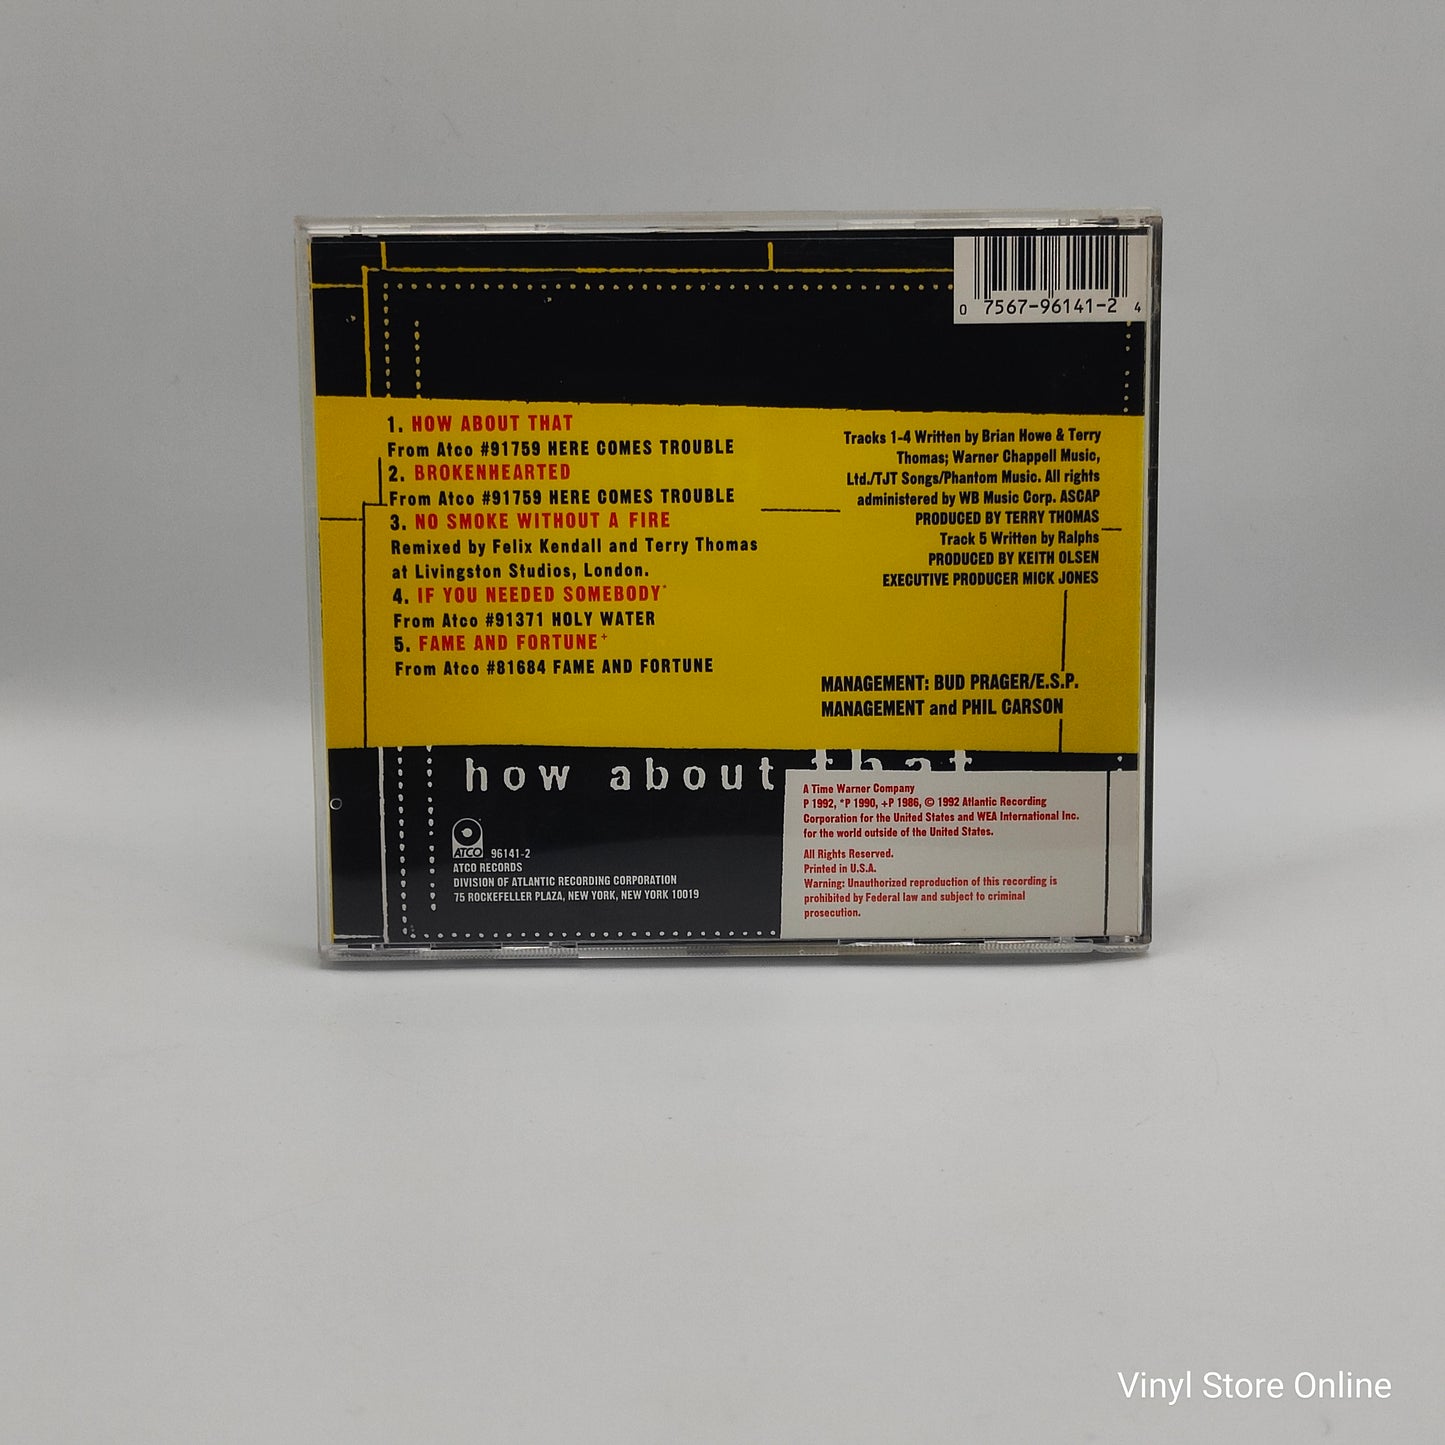 0 7567-96141-2 4
1. HOW ABOUT THAT
From Atco #91759 HERE COMES TROUBLE
2. BROKENHEARTED
From Atco #91759 HERE COMES TROUBLE
3. NO SMOKE WITHOUT A FIRE
Remixed by Felix Kendall and Terry Thomas
at Livingston Studios, London.
4. IF YOU NEEDED SOMEBODY*
From Atco #91371 HOLY WATER
5. FAME AND FORTUNE+
From Atco #81684 FAME AND FORTUNE
Tracks 1-4 Written by Brian Howe & Terry
Thomas; Warner Chappell Music,
Ltd./TJT Songs/Phantom Music. All rights
administered by WB Music Corp. ASCAP
PRODUCED BY TERRY THOMAS
Track 5 Written by Ralphs
PRODUCED BY KEITH OLSEN
EXECUTIVE PRODUCER MICK JONES
MANAGEMENT: BUD PRAGER/E.S.P.
MANAGEMENT and PHIL CARSON
how about that
ATCO 96141-2
ATCO RECORDS
DIVISION OF ATLANTIC RECORDING CORPORATION
75 ROCKEFELLER PLAZA, NEW YORK, NEW YORK 10019
A Time Warner Company
P 1992, *P 1990, +P 1986, © 1992 Atlantic Recording
Corporation for the United States and WEA International Inc.
for the world outside of the United States.
All Rights Reserved.
Printed in U.S.A.
Warning: Unauthorized reproduction of this recording is
prohibited by Federal law and subject to criminal
prosecution.
Vinyl Store Online